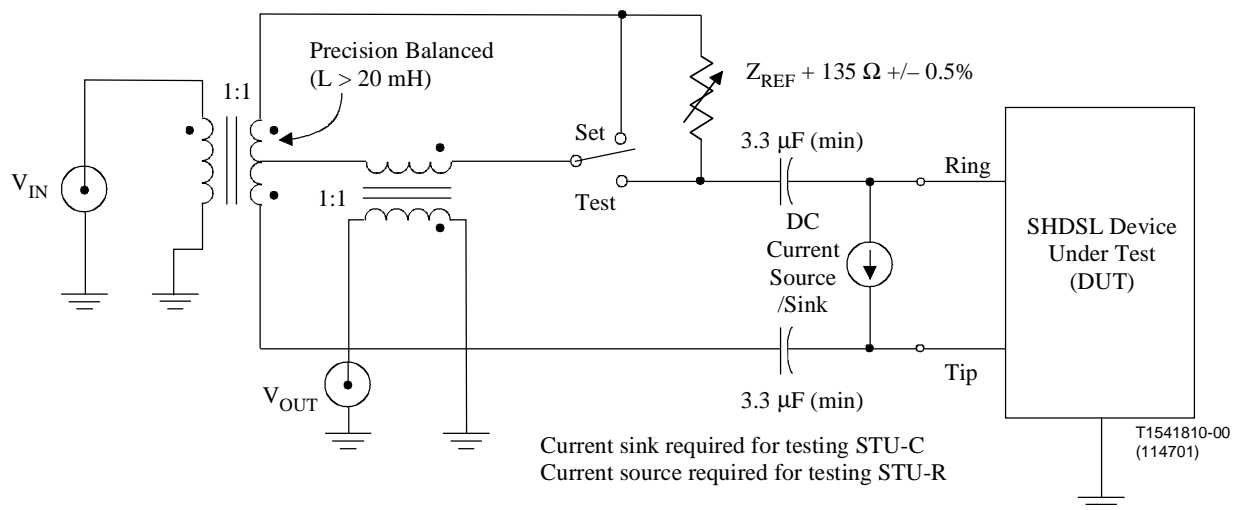 Precision Balanced
(L > 20 mH)
1:1
Z_REF + 135 Ω +/– 0.5%
Set
3.3 μF (min)
Ring
V_IN
1:1
Test
DC
Current
Source
/Sink
SHDSL Device
Under Test
(DUT)
Tip
V_OUT
3.3 μF (min)
Current sink required for testing STU-C
Current source required for testing STU-R
T1541810-00
(114701)